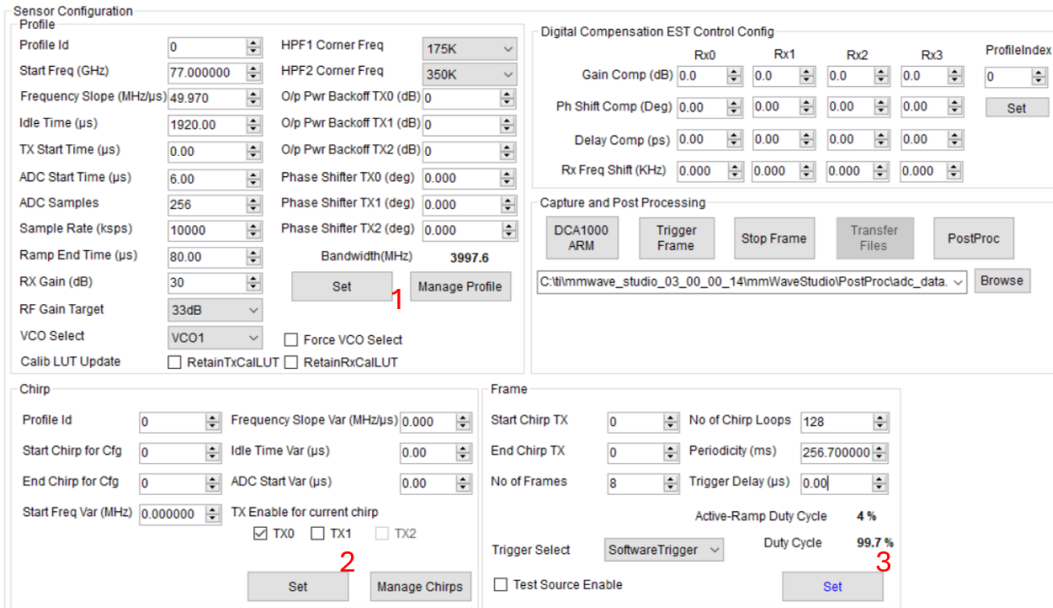 Sensor Configuration
Profile
Profile Id 0 HPF1 Corner Freq 175K
Start Freq (GHz) 77.000000 HPF2 Corner Freq 350K
Frequency Slope (MHz/µs) 49.970 O/p Pwr Backoff TX0 (dB) 0
Idle Time (µs) 1920.00 O/p Pwr Backoff TX1 (dB) 0
TX Start Time (µs) 0.00 O/p Pwr Backoff TX2 (dB) 0
ADC Start Time (µs) 6.00 Phase Shifter TX0 (deg) 0.000
ADC Samples 256 Phase Shifter TX1 (deg) 0.000
Sample Rate (ksps) 10000 Phase Shifter TX2 (deg) 0.000
Ramp End Time (µs) 80.00 Bandwidth(MHz) 3997.6
RX Gain (dB) 30 Set 1 Manage Profile
RF Gain Target 33dB
VCO Select VCO1 Force VCO Select
Calib LUT Update RetainTxCalLUT RetainRxCalLUT
Digital Compensation EST Control Config
Rx0 Rx1 Rx2 Rx3 ProfileIndex
Gain Comp (dB) 0.0 0.0 0.0 0.0 0
Ph Shift Comp (Deg) 0.00 0.00 0.00 0.00 Set
Delay Comp (ps) 0.00 0.00 0.00 0.00
Rx Freq Shift (KHz) 0.000 0.000 0.000 0.000
Capture and Post Processing
DCA1000 ARM Trigger Frame Stop Frame Transfer Files PostProc
C:\ti\mmwave_studio_03_00_00_14\mmWaveStudio\PostProc\adc_data. Browse
Chirp
Profile Id 0 Frequency Slope Var (MHz/µs) 0.000
Start Chirp for Cfg 0 Idle Time Var (µs) 0.00
End Chirp for Cfg 0 ADC Start Var (µs) 0.00
Start Freq Var (MHz) 0.000000 TX Enable for current chirp
TX0 TX1 TX2
2
Set Manage Chirps
Frame
Start Chirp TX 0 No of Chirp Loops 128
End Chirp TX 0 Periodicity (ms) 256.700000
No of Frames 8 Trigger Delay (µs) 0.00
Active-Ramp Duty Cycle 4 %
Trigger Select SoftwareTrigger Duty Cycle 99.7 %
3
Test Source Enable Set